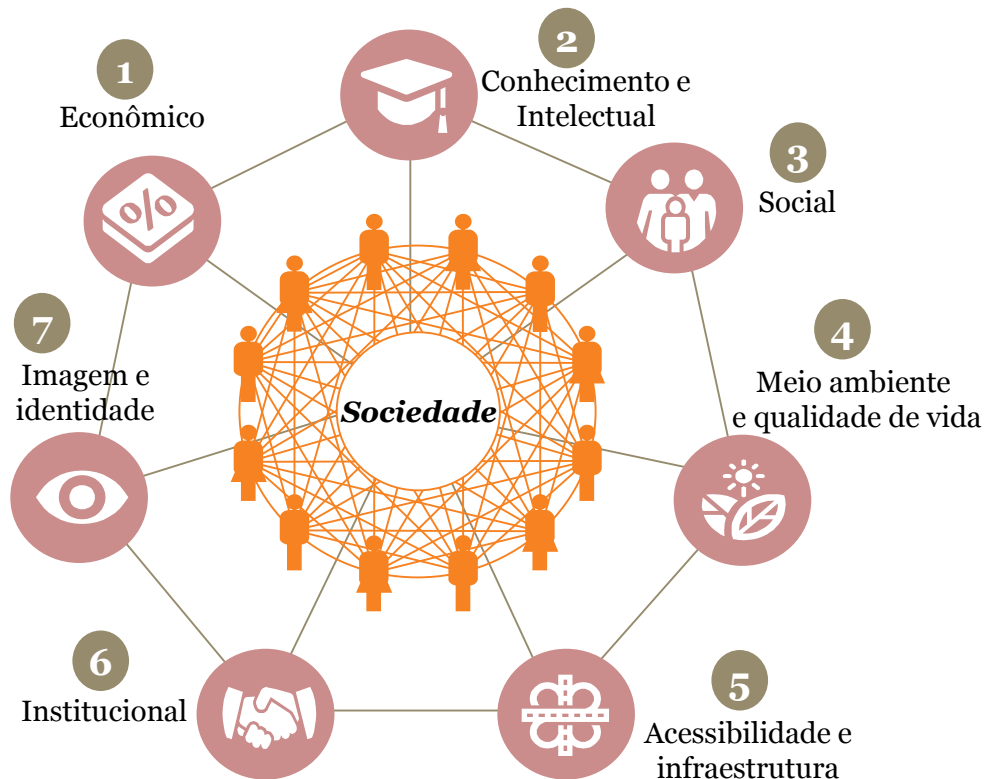 1
Econômico
2
Conhecimento e
Intelectual
3
Social
4
Meio ambiente
e qualidade de vida
5
Acessibilidade e
infraestrutura
6
Institucional
7
Imagem e
identidade
Sociedade
%